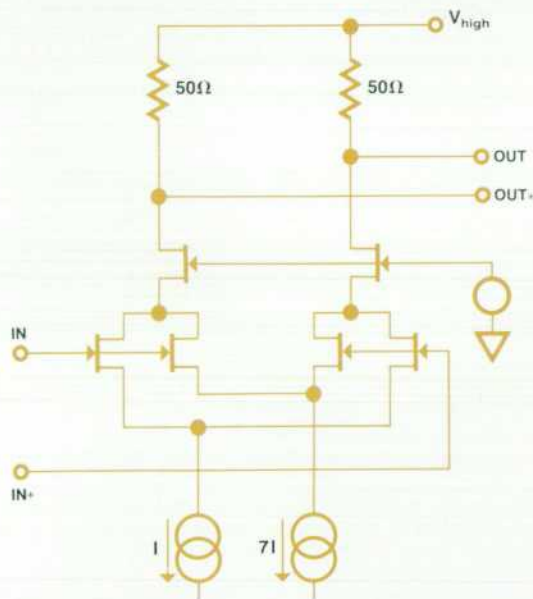 V_high
50Ω
50Ω
OUT
OUT+
IN
IN+
I
7I